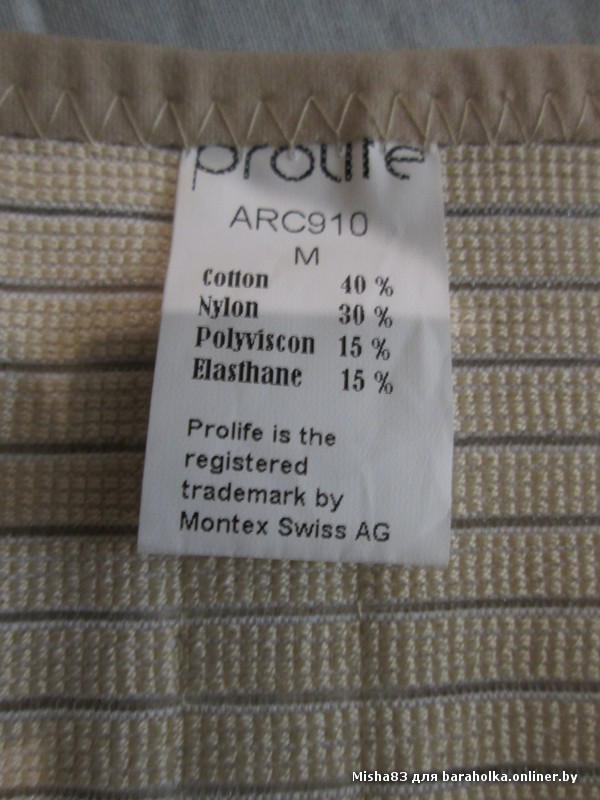 prolife
ARC910
M
Cotton 40 %
Nylon 30 %
Polyviscon 15 %
Elasthane 15 %
Prolife is the
registered
trademark by
Montex Swiss AG
Misha83 для baraholka.onliner.by